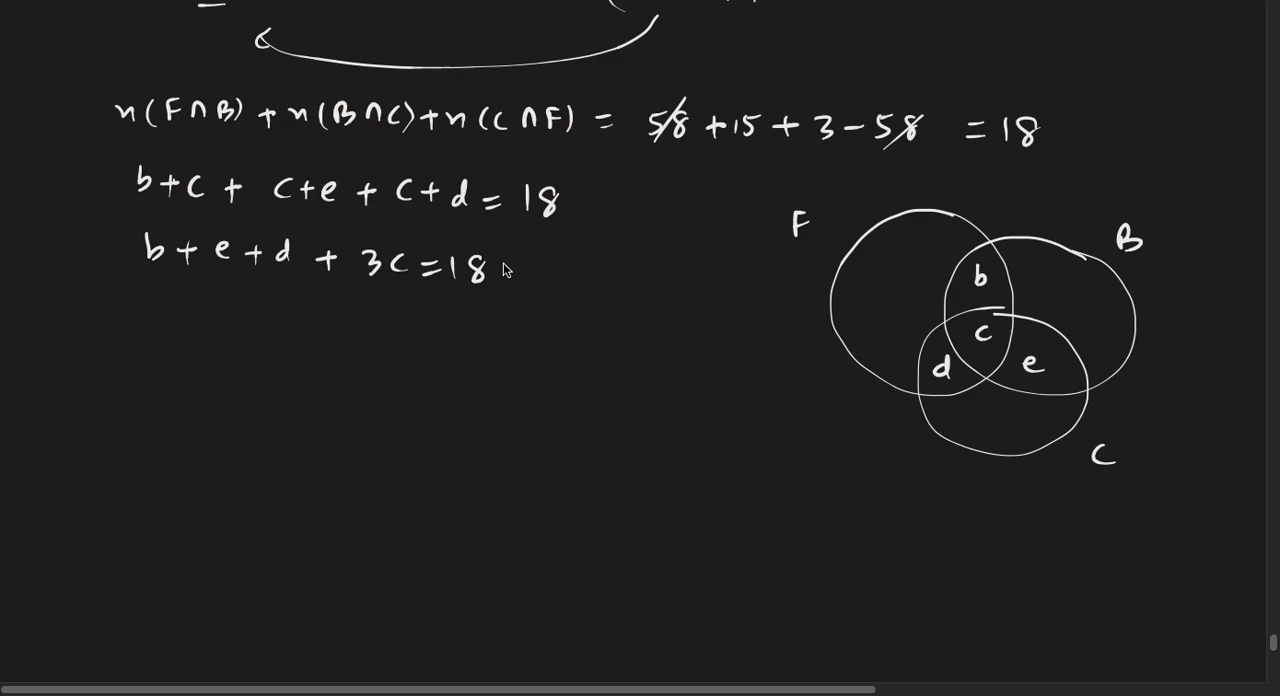 n(F∩B) + n(B∩C) + n(C∩F) = 58 + 15 + 3 - 58 = 18
b+c + c+e + c+d = 18
b+e+d + 3c = 18
F
B
b
c
d
e
C